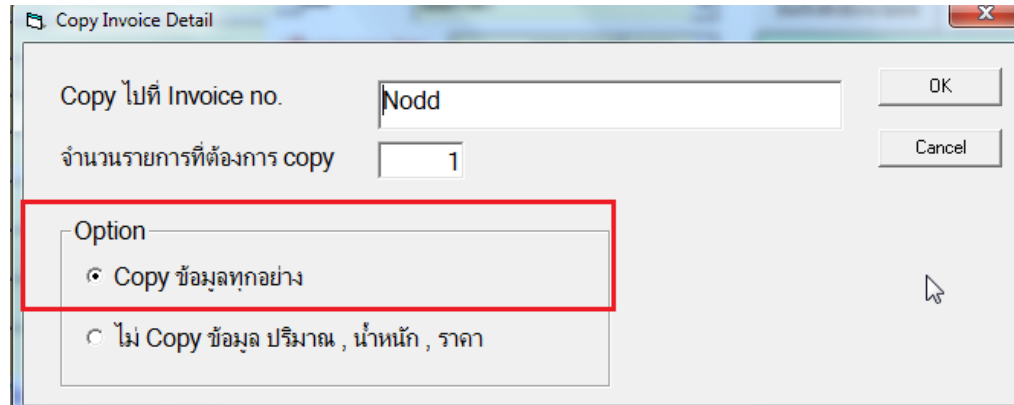 Copy Invoice Detail
Copy ไปที่ Invoice no. Nodd OK
จำนวนรายการที่ต้องการ copy 1 Cancel
Option
Copy ข้อมูลทุกอย่าง
ไม่ Copy ข้อมูล ปริมาณ , น้ำหนัก , ราคา